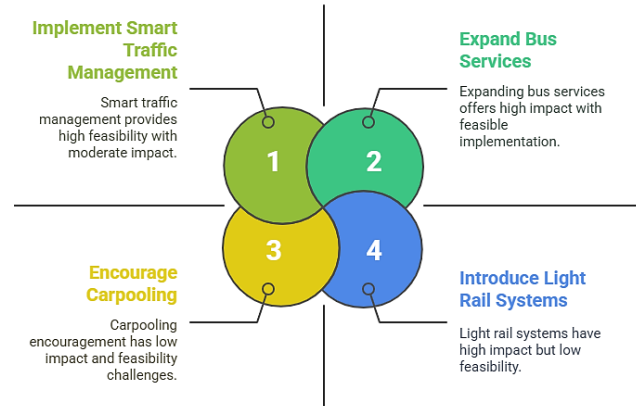 Implement Smart
Traffic
Management
Smart traffic
management provides
high feasibility with
moderate impact.
Expand Bus
Services
Expanding bus services
offers high impact with
feasible
implementation.
1
2
3
4
Encourage
Carpooling
Carpooling
encouragement has low
impact and feasibility
challenges.
Introduce Light
Rail Systems
Light rail systems have
high impact but low
feasibility.